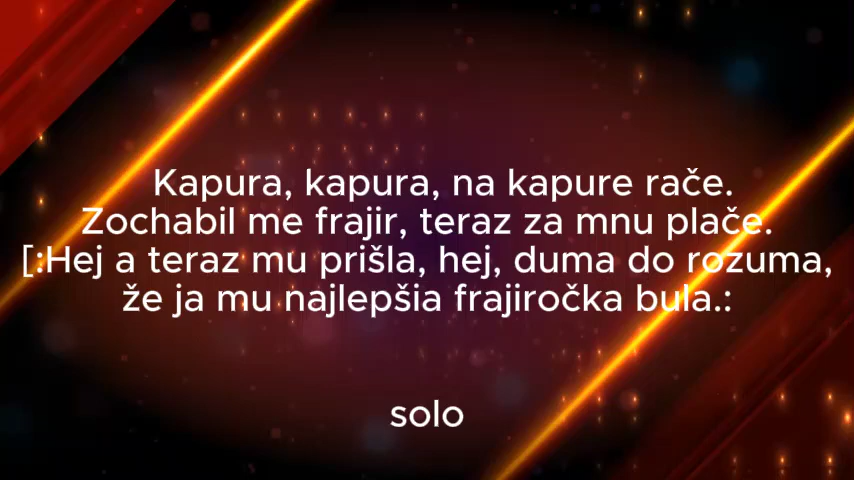 Kapura, kapura, na kapure rače.
Zochabil me frajir, teraz za mnu plače.
[:Hej a teraz mu prišla, hej, duma do rozuma,
že ja mu najlepšia frajiročka bula.:
solo